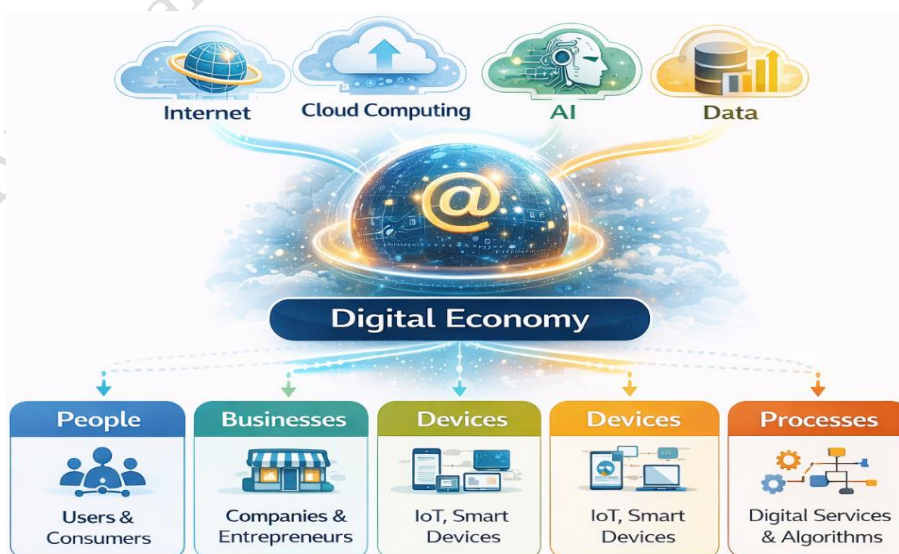 Internet
Cloud Computing
AI
Data
@
Digital Economy
People
Businesses
Devices
Devices
Processes
Users &
Consumers
Companies &
Entrepreneurs
IoT, Smart
Devices
IoT, Smart
Devices
Digital Services
& Algorithms